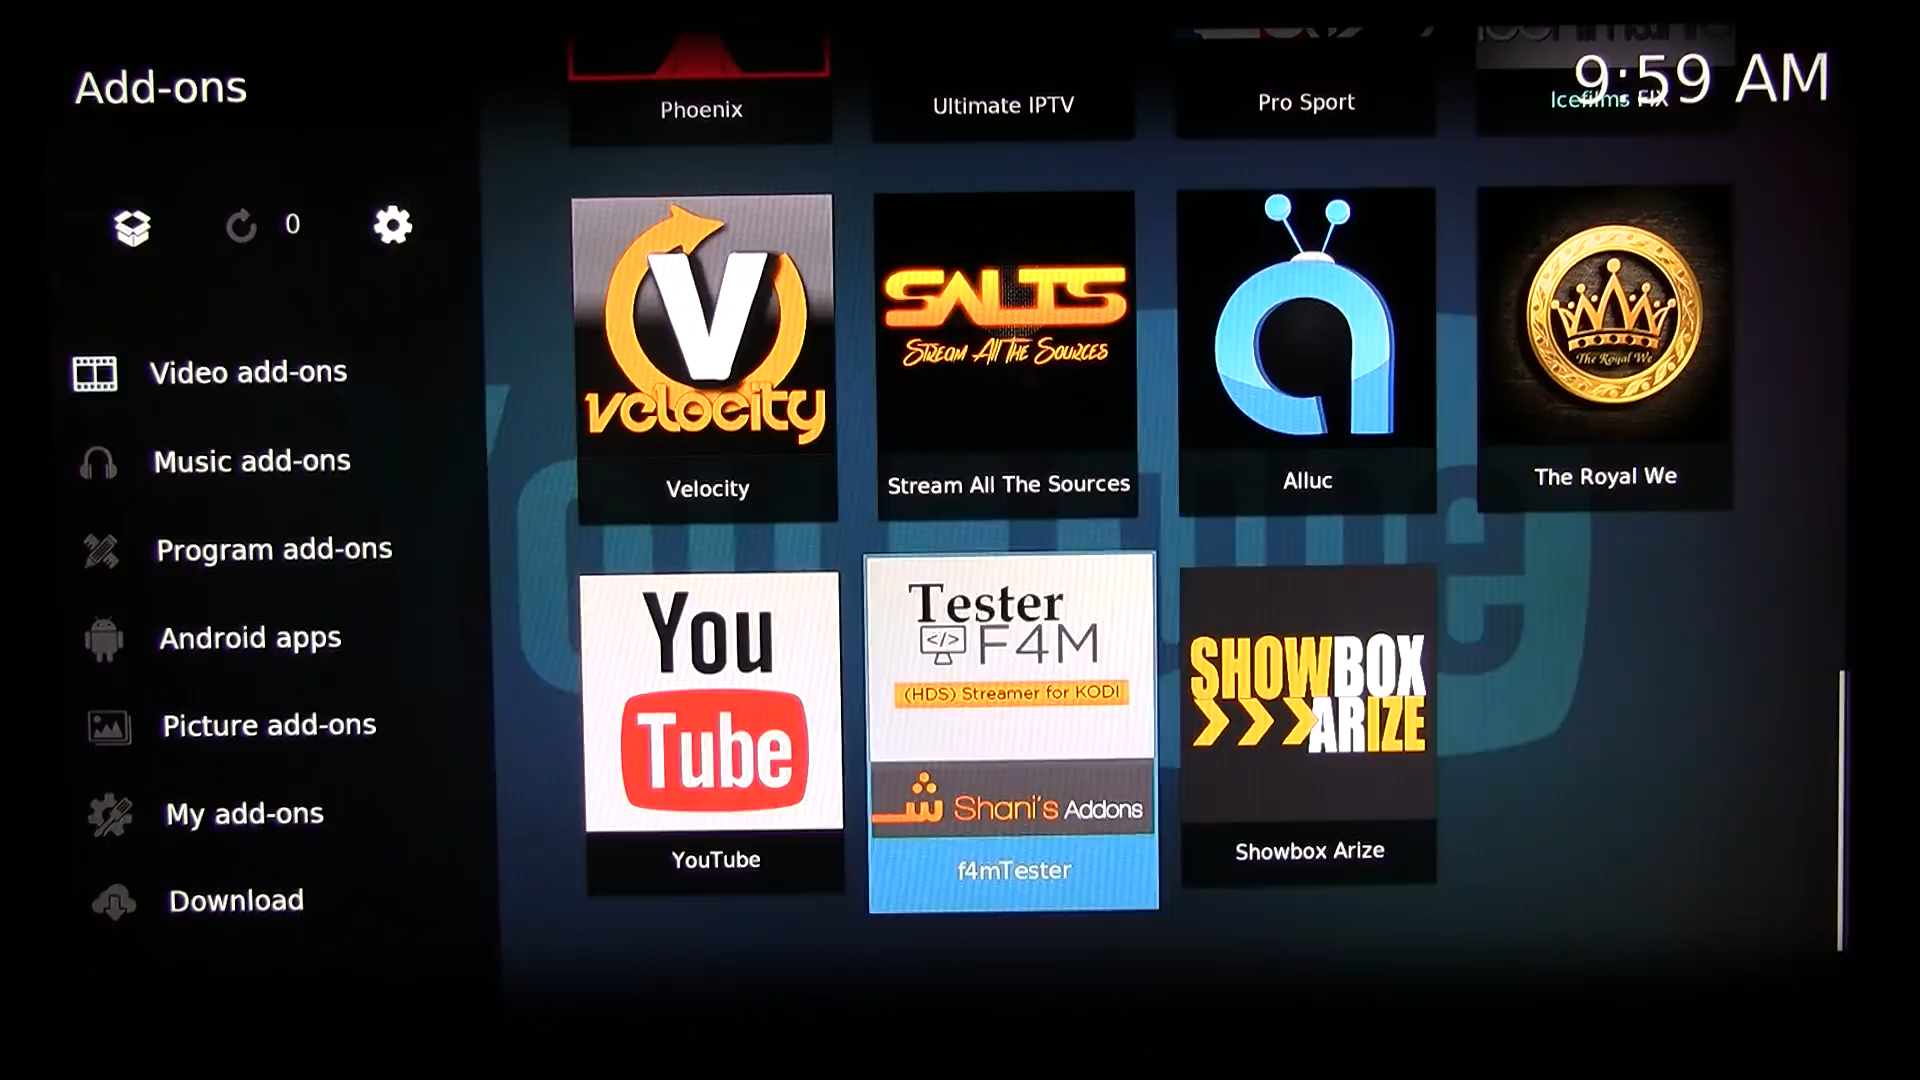 Add-ons
9:59 AM
Phoenix
Ultimate IPTV
Pro Sport
Icefilms FIX
0
Video add-ons
Music add-ons
Program add-ons
Android apps
Picture add-ons
My add-ons
Download
V
velocity
Velocity
SALTS
STREAM All THE SOURCES
Stream All The Sources
a
Alluc
The Royal We
The Royal We
You
Tube
YouTube
Tester
</> F4M
(HDS) Streamer for KODI
شــ Shani's Addons
f4mTester
SHOWBOX
ARIZE
Showbox Arize